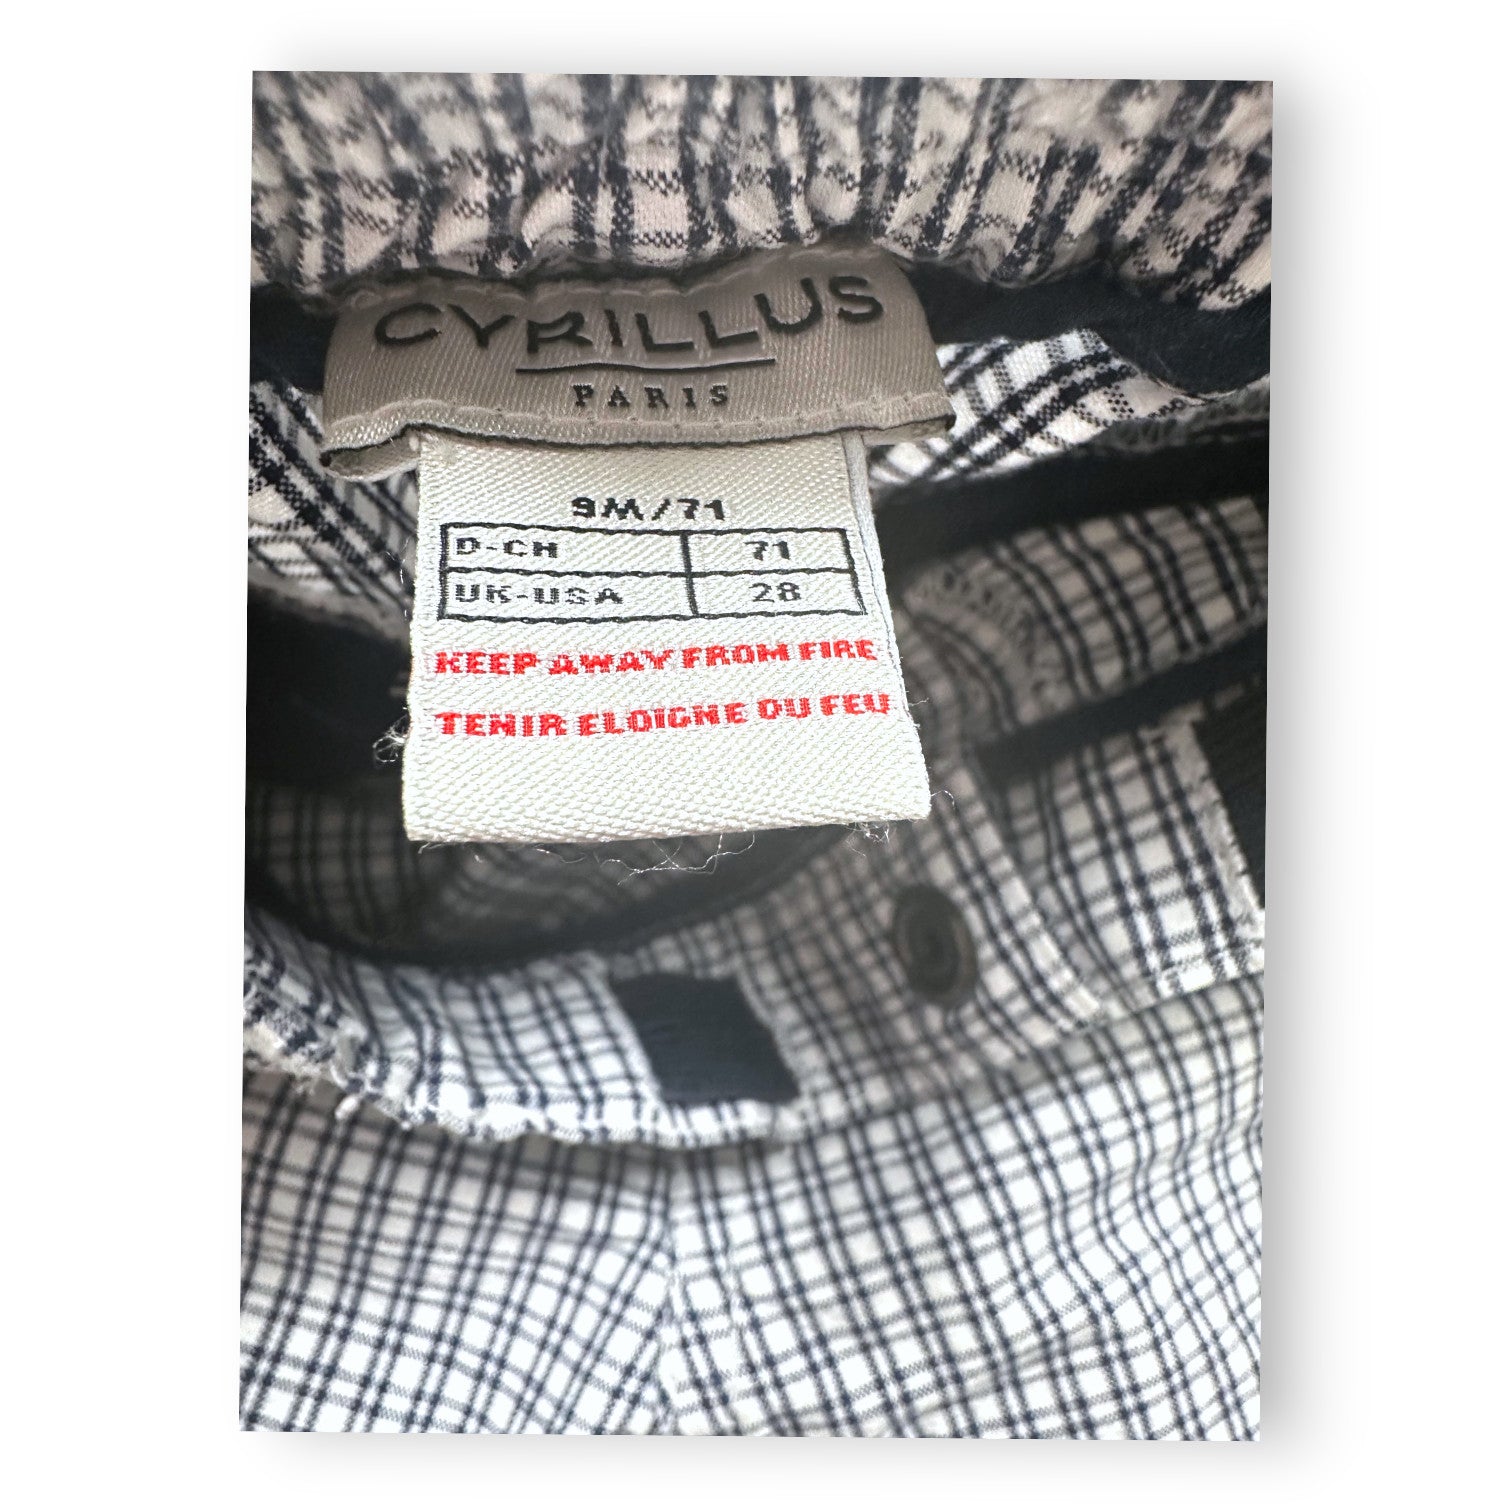 CYRILLUS
PARIS
9M/71
D-CH 71
UK-USA 28
KEEP AWAY FROM FIRE
TENIR ELOIGNE DU FEU